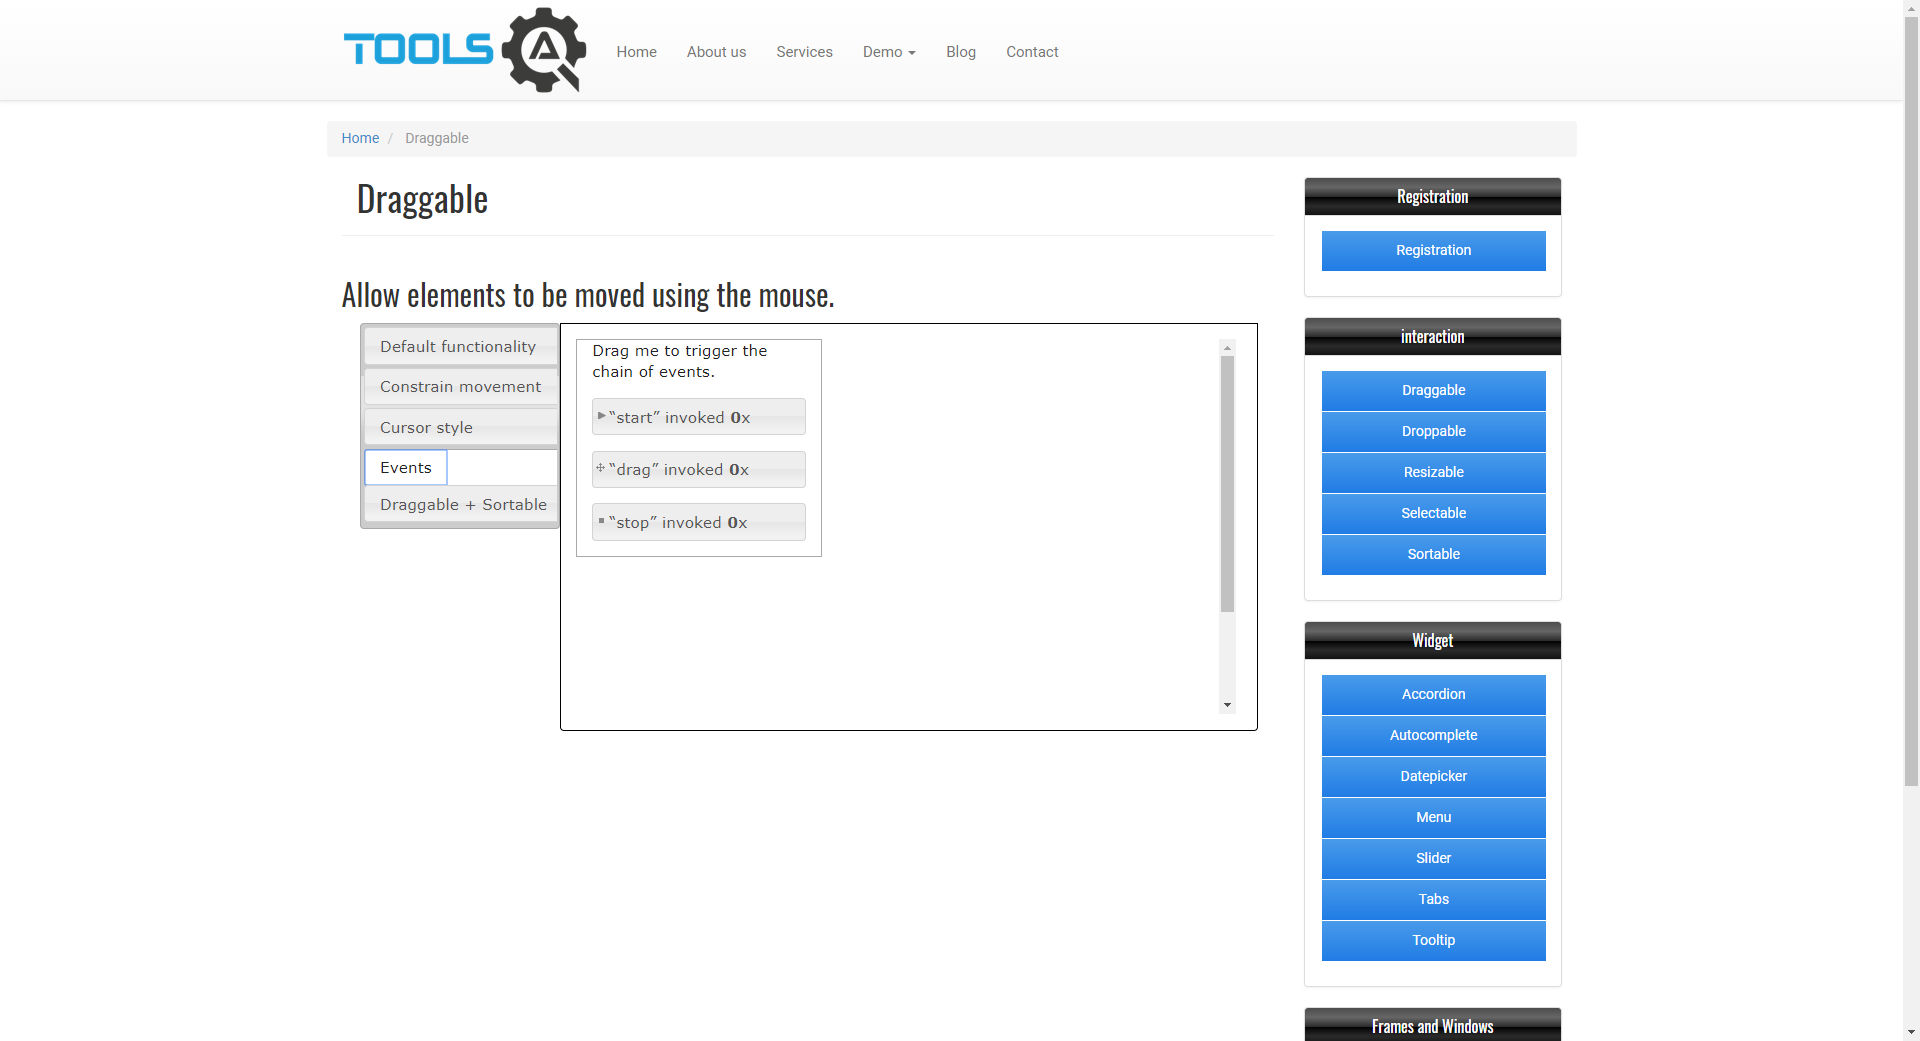 TOOLS QA
Home About us Services Demo Blog Contact
Home / Draggable
Draggable
Allow elements to be moved using the mouse.
Default functionality
Constrain movement
Cursor style
Events
Draggable + Sortable
Drag me to trigger the
chain of events.
“start” invoked 0x
“drag” invoked 0x
“stop” invoked 0x
Registration
Registration
interaction
Draggable
Droppable
Resizable
Selectable
Sortable
Widget
Accordion
Autocomplete
Datepicker
Menu
Slider
Tabs
Tooltip
Frames and Windows